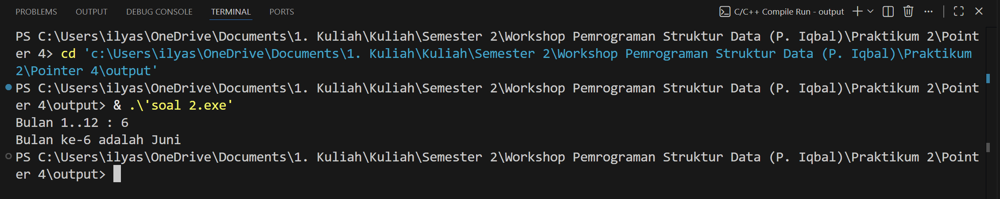 PROBLEMS OUTPUT DEBUG CONSOLE TERMINAL PORTS C/C++ Compile Run - output
PS C:\Users\ilyas\OneDrive\Documents\1. Kuliah\Kuliah\Semester 2\Workshop Pemrograman Struktur Data (P. Iqbal)\Praktikum 2\Point
er 4> cd 'c:\Users\ilyas\OneDrive\Documents\1. Kuliah\Kuliah\Semester 2\Workshop Pemrograman Struktur Data (P. Iqbal)\Praktikum
2\Pointer 4\output'
PS C:\Users\ilyas\OneDrive\Documents\1. Kuliah\Kuliah\Semester 2\Workshop Pemrograman Struktur Data (P. Iqbal)\Praktikum 2\Point
er 4\output> & .\'soal 2.exe'
Bulan 1..12 : 6
Bulan ke-6 adalah Juni
PS C:\Users\ilyas\OneDrive\Documents\1. Kuliah\Kuliah\Semester 2\Workshop Pemrograman Struktur Data (P. Iqbal)\Praktikum 2\Point
er 4\output>